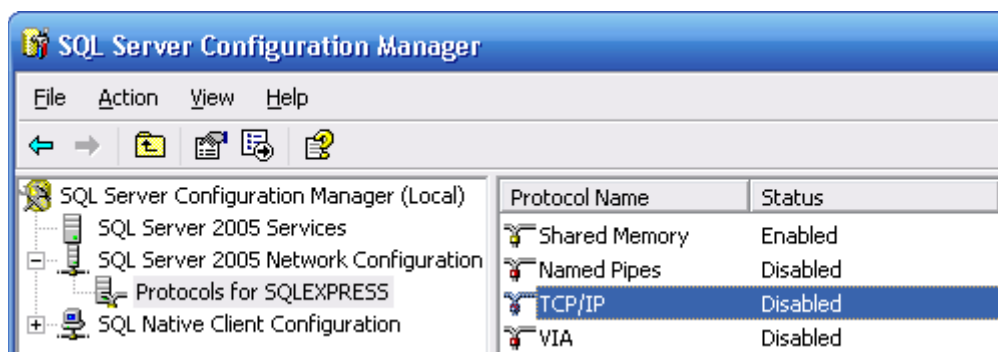 SQL Server Configuration Manager
File Action View Help
SQL Server Configuration Manager (Local)
SQL Server 2005 Services
SQL Server 2005 Network Configuration
Protocols for SQLEXPRESS
SQL Native Client Configuration
Protocol Name Status
Shared Memory Enabled
Named Pipes Disabled
TCP/IP Disabled
VIA Disabled